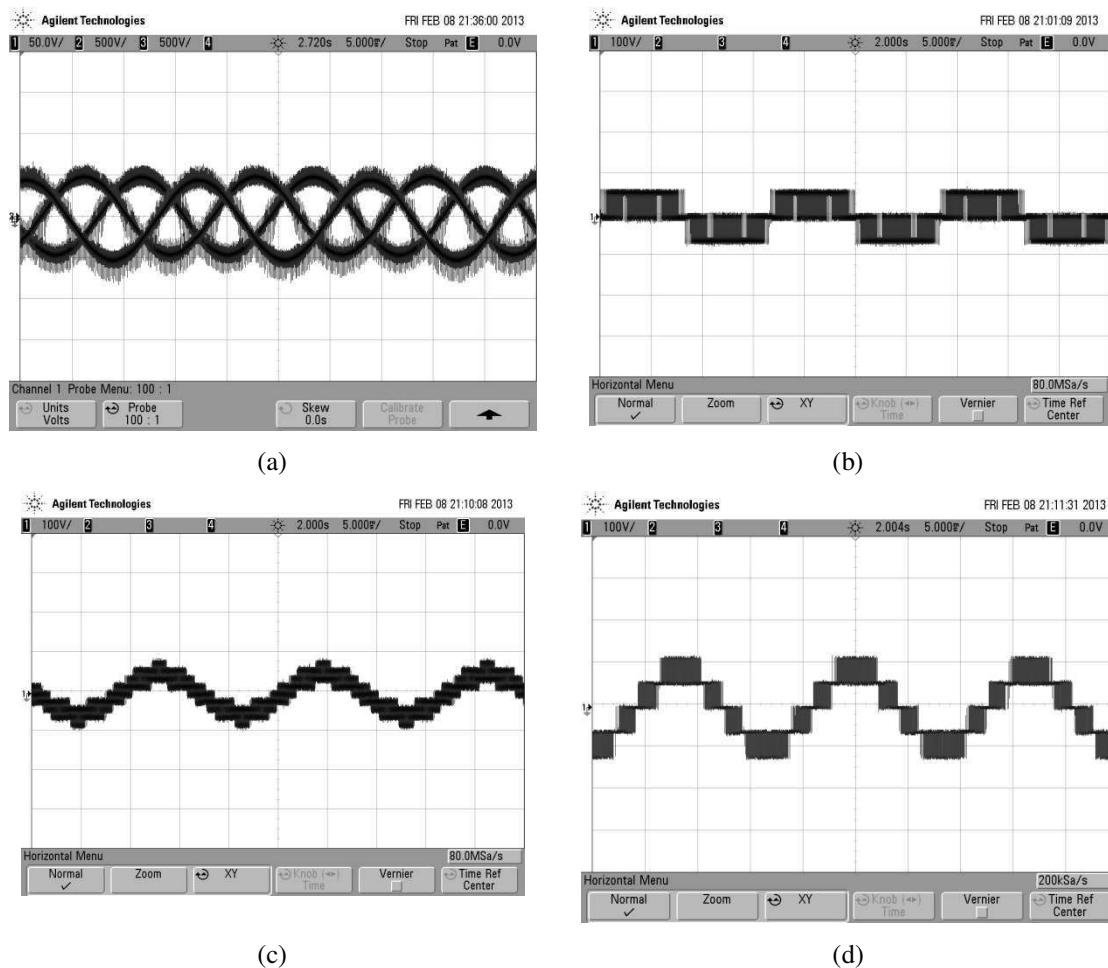 Agilent Technologies FRI FEB 08 21:36:00 2013
1 50.0V/ 2 500V/ 3 500V/ 4 2.720s 5.000㎳/ Stop Pat E 0.0V
Channel 1 Probe Menu: 100 : 1
Units Volts
Probe 100 : 1
Skew 0.0s
Calibrate Probe
(a)
Agilent Technologies FRI FEB 08 21:01:09 2013
1 100V/ 2 3 4 2.000s 5.000㎳/ Stop Pat E 0.0V
Horizontal Menu 80.0MSa/s
Normal ✓
Zoom
XY
Knob (◄►) Time
Vernier
Time Ref Center
(b)
Agilent Technologies FRI FEB 08 21:10:08 2013
1 100V/ 2 3 4 2.000s 5.000㎳/ Stop Pat E 0.0V
Horizontal Menu 80.0MSa/s
Normal ✓
Zoom
XY
Knob (◄►) Time
Vernier
Time Ref Center
(c)
Agilent Technologies FRI FEB 08 21:11:31 2013
1 100V/ 2 3 4 2.004s 5.000㎳/ Stop Pat E 0.0V
Horizontal Menu 200kSa/s
Normal ✓
Zoom
XY
Knob (◄►) Time
Vernier
Time Ref Center
(d)